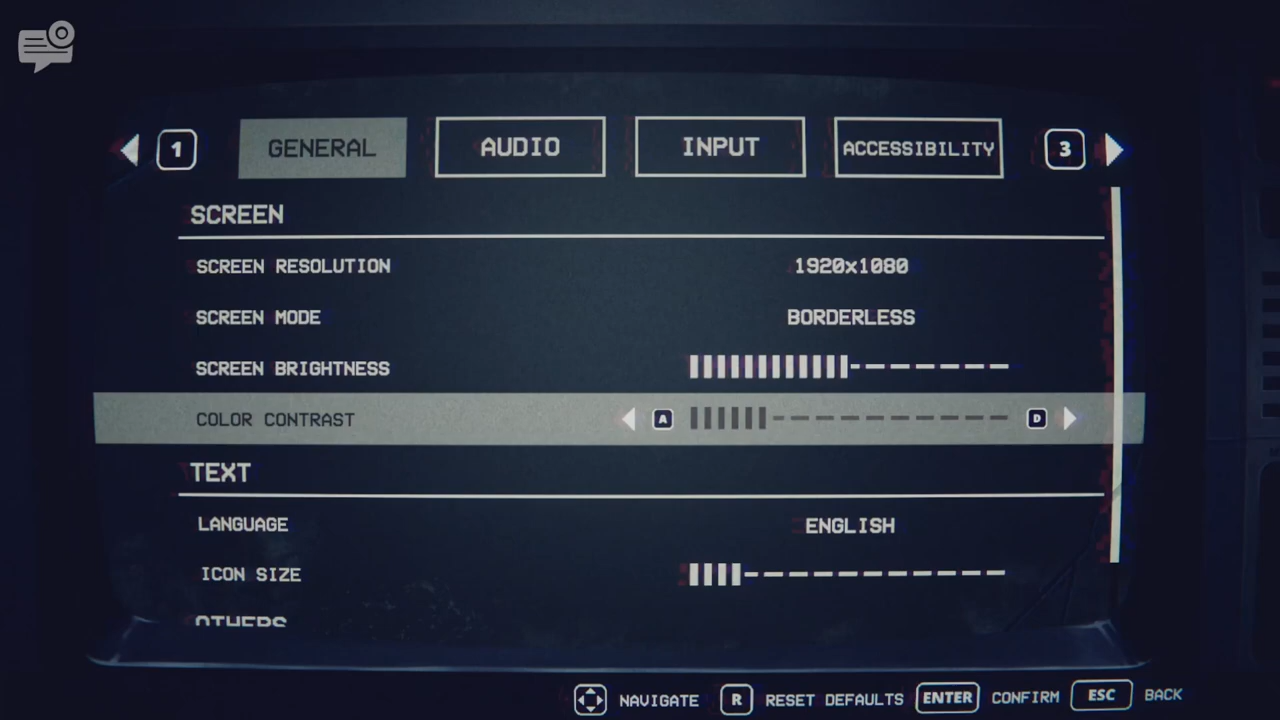 1 GENERAL AUDIO INPUT ACCESSIBILITY 3
SCREEN
SCREEN RESOLUTION 1920x1080
SCREEN MODE BORDERLESS
SCREEN BRIGHTNESS
COLOR CONTRAST A D
TEXT
LANGUAGE ENGLISH
ICON SIZE
OTHERS
NAVIGATE R RESET DEFAULTS ENTER CONFIRM ESC BACK